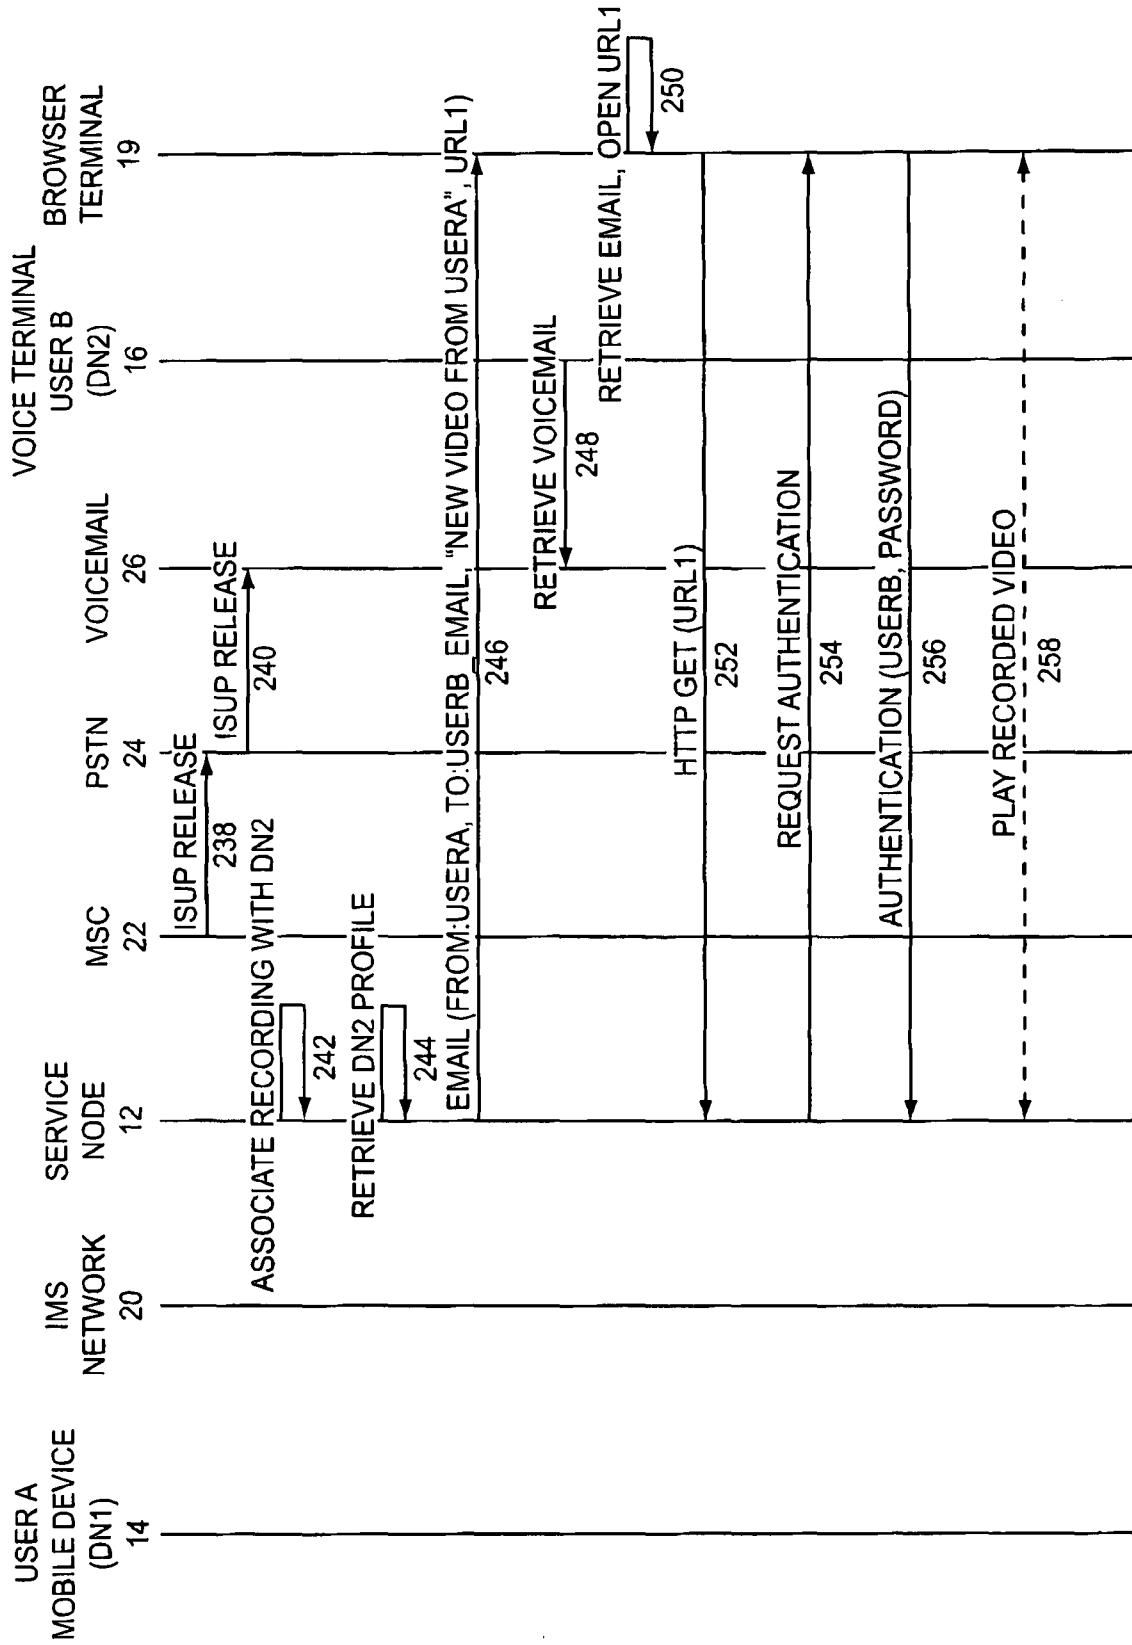 USER A
MOBILE DEVICE
(DN1)
14
IMS
NETWORK
20
SERVICE
NODE
12
MSC
22
PSTN
24
VOICEMAIL
26
VOICE TERMINAL
USER B
(DN2)
16
BROWSER
TERMINAL
19
ISUP RELEASE
238
ISUP RELEASE
240
ASSOCIATE RECORDING WITH DN2
242
RETRIEVE DN2 PROFILE
244
EMAIL (FROM:USERA, TO:USERB_EMAIL, "NEW VIDEO FROM USERA", URL1)
246
RETRIEVE VOICEMAIL
248
RETRIEVE EMAIL, OPEN URL1
250
HTTP GET (URL1)
252
REQUEST AUTHENTICATION
254
AUTHENTICATION (USERB, PASSWORD)
256
PLAY RECORDED VIDEO
258